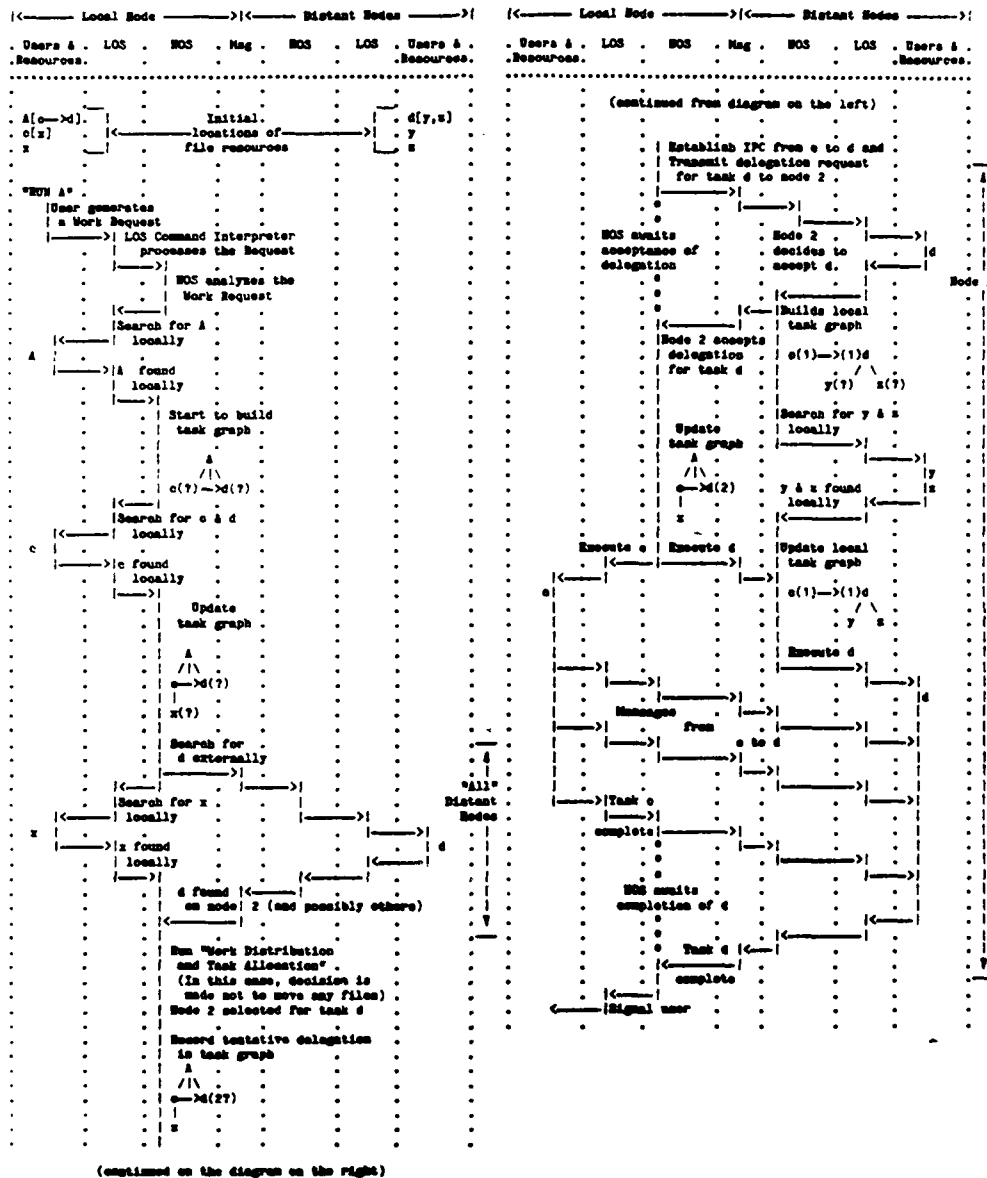 |<—— Local Node ——>|<—— Distant Nodes ——>|
. Users & . LOS . NOS . Msg . NOS . LOS . Users & .
.Resources. .Resources.
A[c—>d]. Initial. d[y,z]
c[x] |<——locations of——>| y
x file resources z
"RUN A"
|User generates
| a Work Request
|——>| LOS Command Interpreter
processes the Request
|——>|
NOS analyzes the
Work Request
|<——|
|Search for A
|<——| locally
A
|——>|A found
locally
|——>|
Start to build
task graph
A
/|\
c(?) —>d(?)
|<——|
|Search for c & d
|<——| locally
c
|——>|c found
locally
|——>|
Update
task graph
A
/|\
c—>d(?)
|
x(?)
Search for
d externally
|——>|
"All"
|Search for x Distant
|<——| locally Nodes
x d
|——>|x found
locally
|——>|
d found |<——|
on node 2 (and possibly others)
|<——|
Run "Work Distribution
and Task Allocation"
(In this case, decision is
made not to move any files)
Node 2 selected for task d
Record tentative delegation
in task graph
A
/|\
c—>d(2?)
|
x
(continued on the diagram on the right)
|<—— Local Node ——>|<—— Distant Nodes ——>|
. Users & . LOS . NOS . Msg . NOS . LOS . Users & .
.Resources. .Resources.
(continued from diagram on the left)
| Establish IPC from c to d and
| Transmit delegation request
for task d to node 2
|——>|
NOS awaits Node 2
acceptance of decides to d
delegation accept d.
Node
|<——|Builds local
|<——| task graph
|Node 2 accepts
delegation c(1)—>(1)d
for task d / \
y(?) z(?)
|Search for y & z
Update locally
task graph
A
/|\ y
c—>d(2) y & z found z
| locally
x
Execute c Execute d |Update local
task graph
c c(1)—>(1)d
/ \
y z
Execute d
d
Messages
from
c to d
|——>|Task c
complete
NOS awaits
completion of d
Task d
complete
|<——|
<——|Signal user